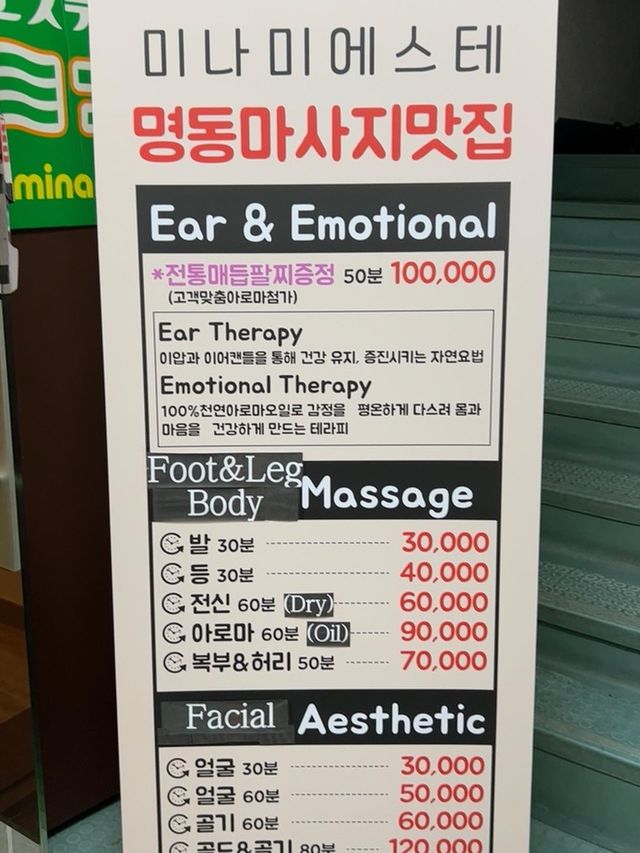 mina
미나미에스테
명동마사지맛집
Ear & Emotional
*전통매듭팔찌증정 50분 100,000
(고객맞춤아로마첨가)
Ear Therapy
이압과 이어캔들을 통해 건강 유지, 증진시키는 자연요법
Emotional Therapy
100%천연아로마오일로 감정을 평온하게 다스려 몸과
마음을 건강하게 만드는 테라피
Foot&Leg
Body Massage
발 30분 30,000
등 30분 40,000
전신 60분 (Dry) 60,000
아로마 60분 (Oil) 90,000
복부&허리 50분 70,000
Facial Aesthetic
얼굴 30분 30,000
얼굴 60분 50,000
골기 60분 60,000
골드&골기 80분 120,000